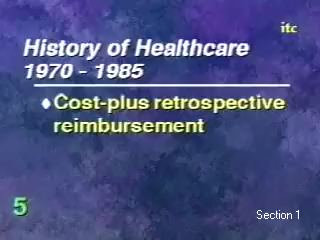 itc
History of Healthcare
1970 - 1985
♦Cost-plus retrospective
reimbursement
5
Section 1